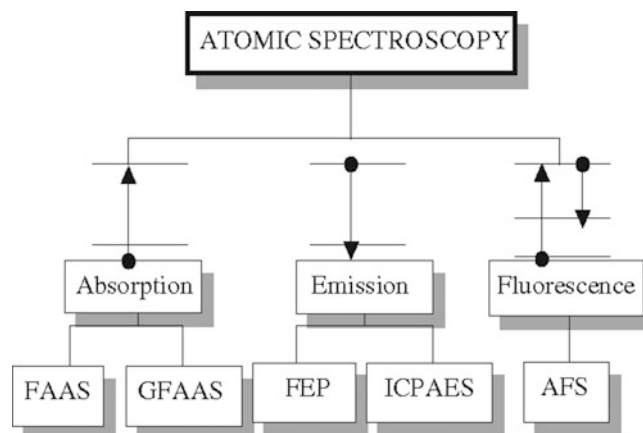 ATOMIC SPECTROSCOPY
Absorption
Emission
Fluorescence
FAAS
GFAAS
FEP
ICPAES
AFS